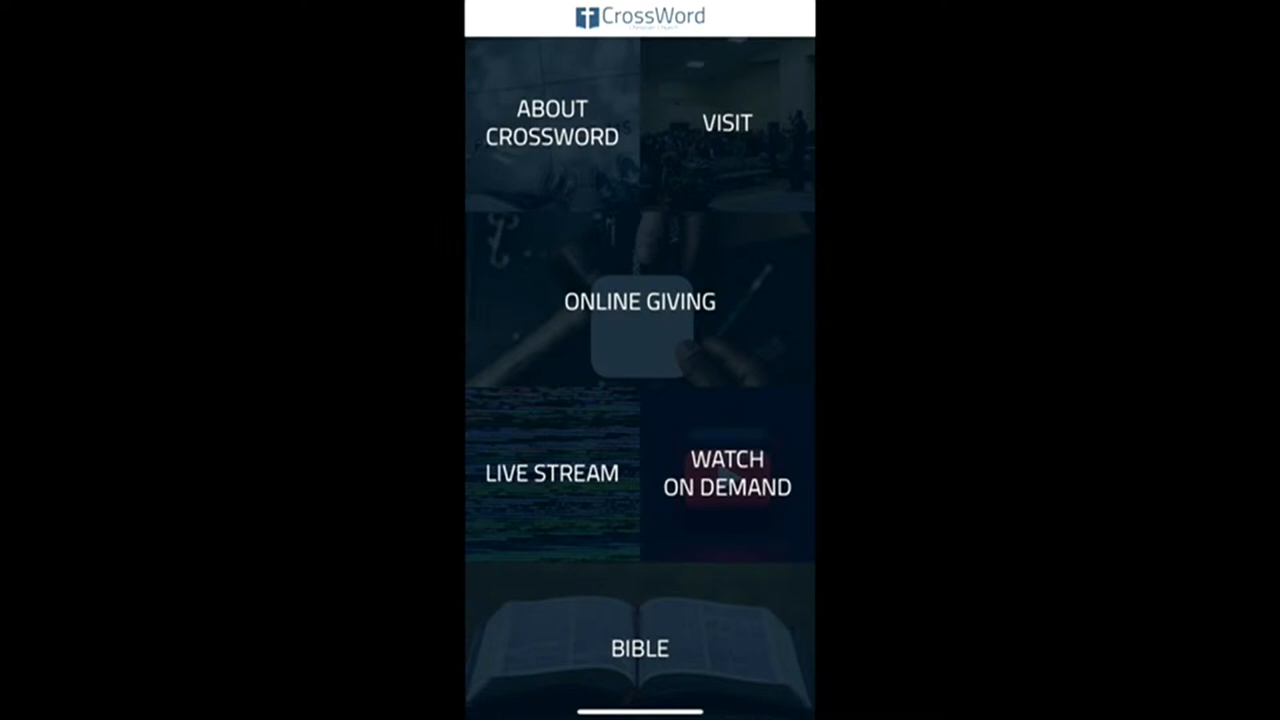 CrossWord
ABOUT
CROSSWORD
VISIT
ONLINE GIVING
LIVE STREAM
WATCH
ON DEMAND
BIBLE